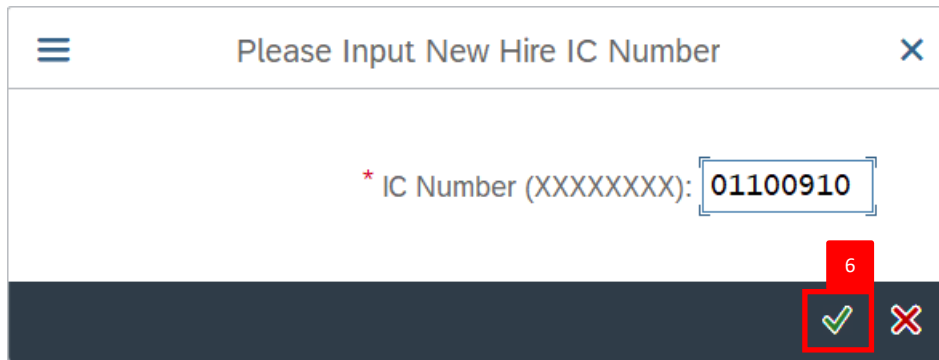 Please Input New Hire IC Number
* IC Number (XXXXXXXX): 01100910
6